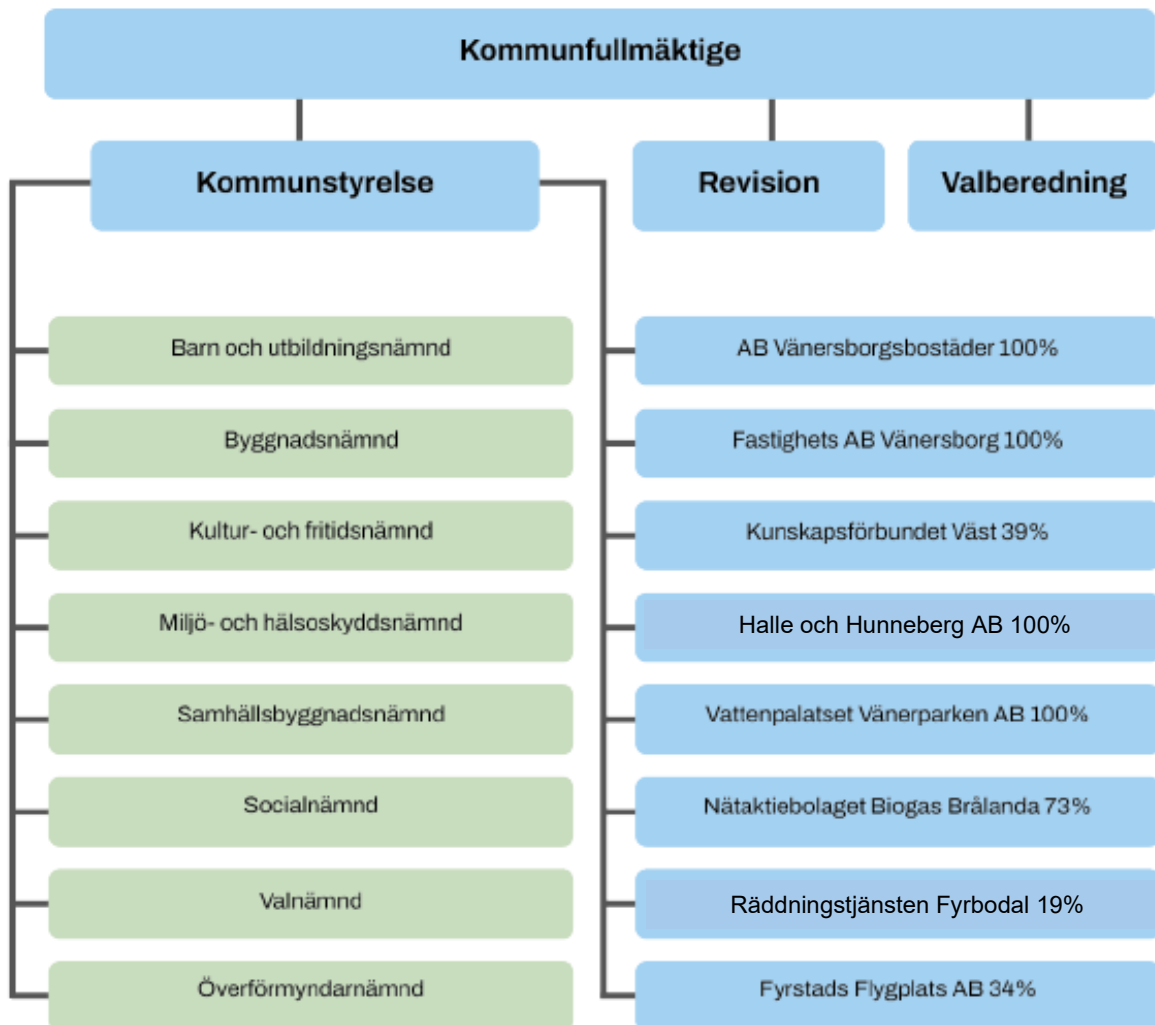 Kommunfullmäktige
Kommunstyrelse
Revision
Valberedning
Barn och utbildningsnämnd
Byggnadsnämnd
Kultur- och fritidsnämnd
Miljö- och hälsoskyddsnämnd
Samhällsbyggnadsnämnd
Socialnämnd
Valnämnd
Överförmyndarnämnd
AB Vänersborgsbostäder 100%
Fastighets AB Vänersborg 100%
Kunskapsförbundet Väst 39%
Halle och Hunneberg AB 100%
Vattenpalatset Vänerparken AB 100%
Nätaktiebolaget Biogas Brålanda 73%
Räddningstjänsten Fyrbodal 19%
Fyrstads Flygplats AB 34%